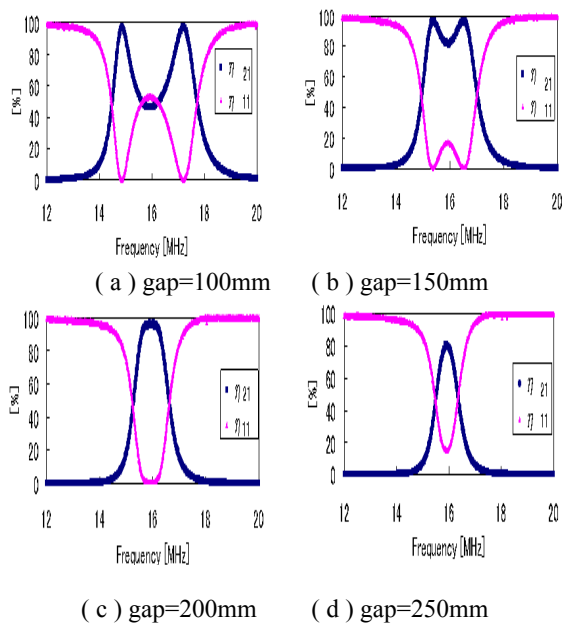 100
80
60
40
20
0
[%]
η 21
η 11
12 14 16 18 20
Frequency [MHz]
( a ) gap=100mm
100
80
60
40
20
0
[%]
η 21
η 11
12 14 16 18 20
Frequency [MHz]
( b ) gap=150mm
100
80
60
40
20
0
[%]
η 21
η 11
12 14 16 18 20
Frequency [MHz]
( c ) gap=200mm
100
80
60
40
20
0
[%]
η 21
η 11
12 14 16 18 20
Frequency [MHz]
( d ) gap=250mm